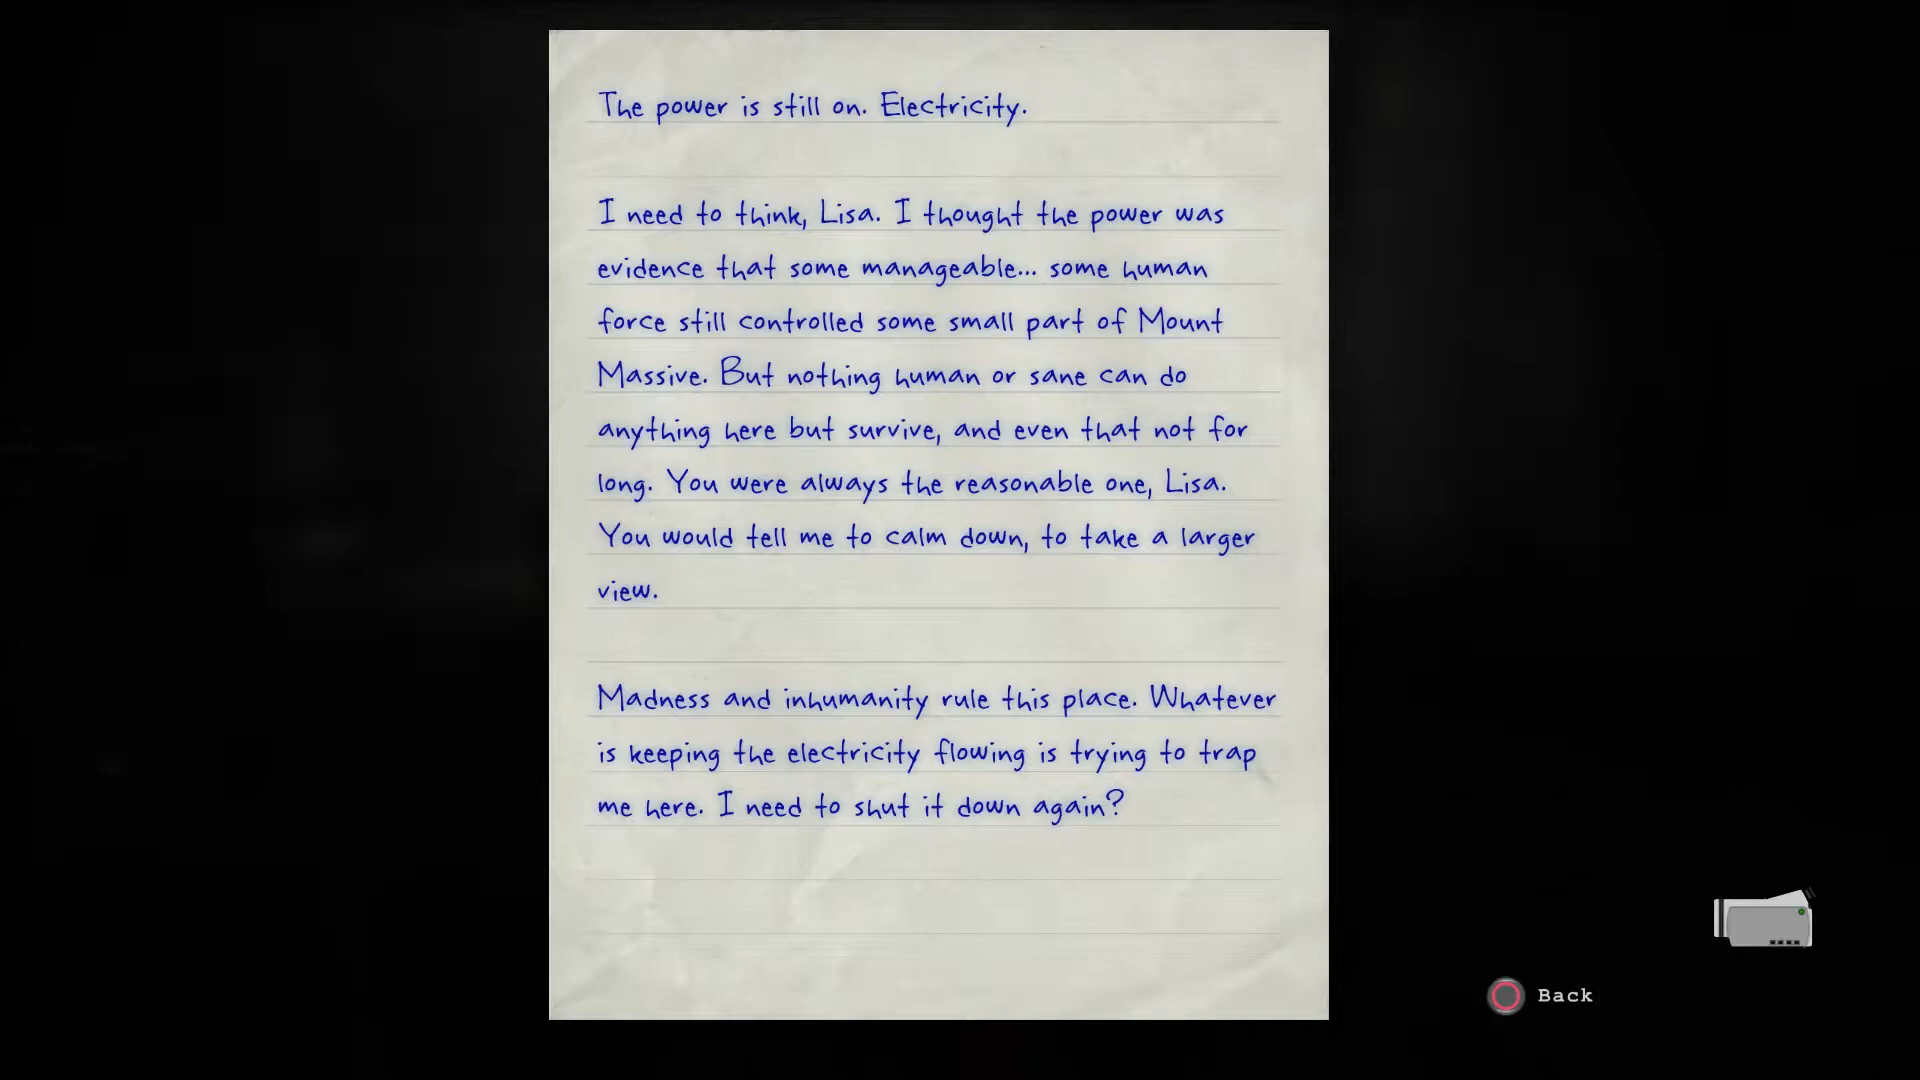 The power is still on. Electricity.
I need to think, Lisa. I thought the power was
evidence that some manageable... some human
force still controlled some small part of Mount
Massive. But nothing human or sane can do
anything here but survive, and even that not for
long. You were always the reasonable one, Lisa.
You would tell me to calm down, to take a larger
view.
Madness and inhumanity rule this place. Whatever
is keeping the electricity flowing is trying to trap
me here. I need to shut it down again?
Back